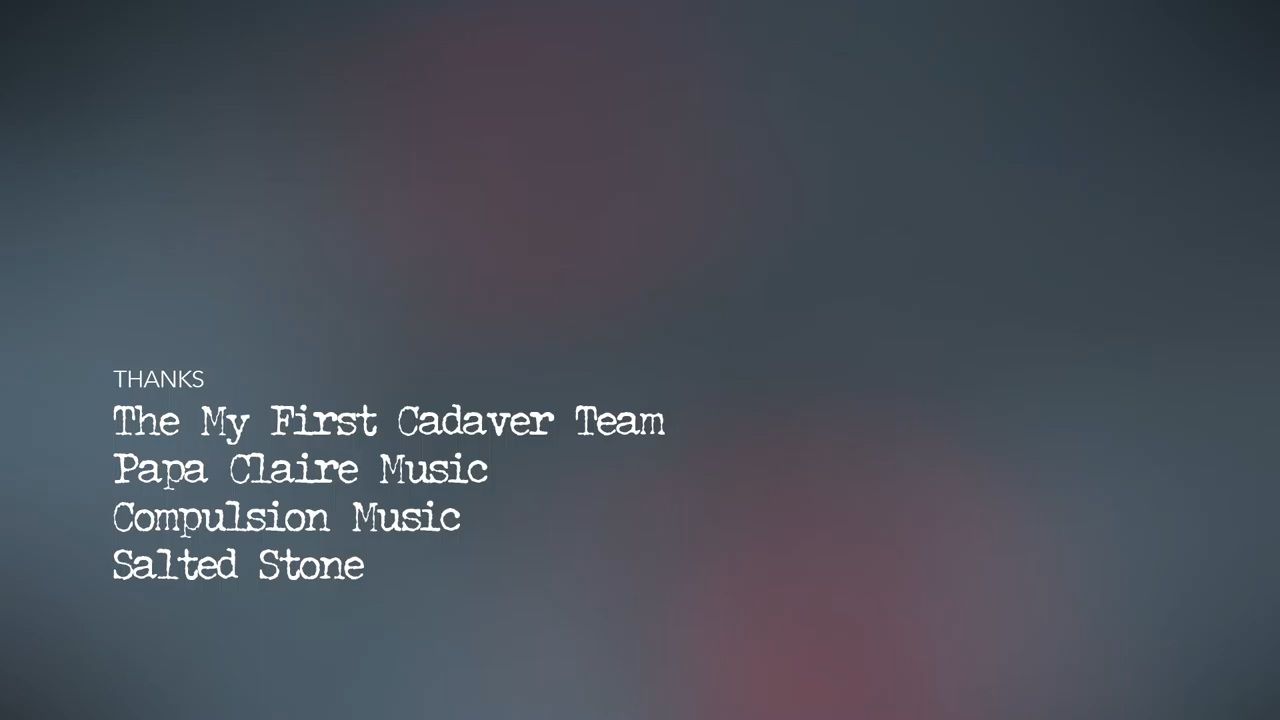 THANKS
The My First Cadaver Team
Papa Claire Music
Compulsion Music
Salted Stone